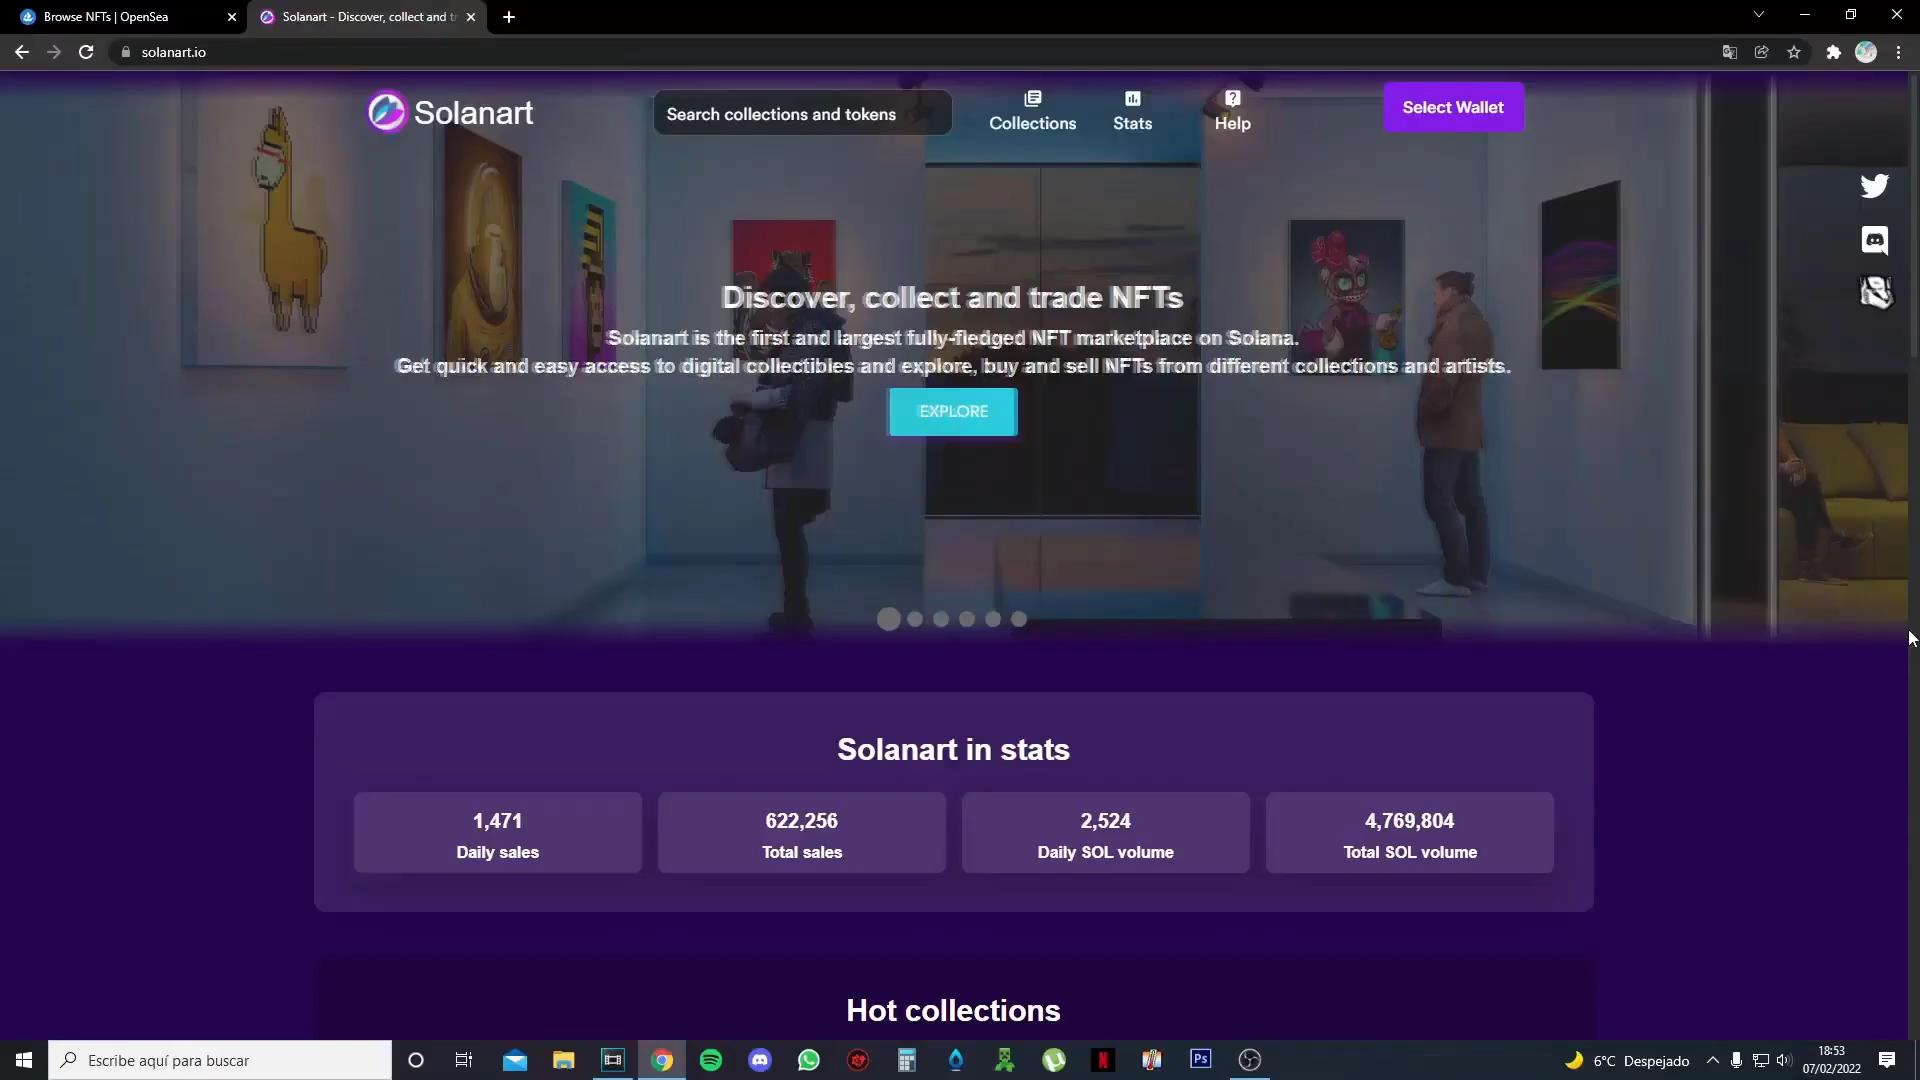 Browse NFTs | OpenSea
Solanart - Discover, collect and tr
solanart.io
Solanart
Search collections and tokens
Collections
Stats
Help
Select Wallet
Discover, collect and trade NFTs
Solanart is the first and largest fully-fledged NFT marketplace on Solana.
Get quick and easy access to digital collectibles and explore, buy and sell NFTs from different collections and artists.
EXPLORE
Solanart in stats
1,471
Daily sales
622,256
Total sales
2,524
Daily SOL volume
4,769,804
Total SOL volume
Hot collections
Escribe aquí para buscar
N
Ps
6°C Despejado
18:53
07/02/2022